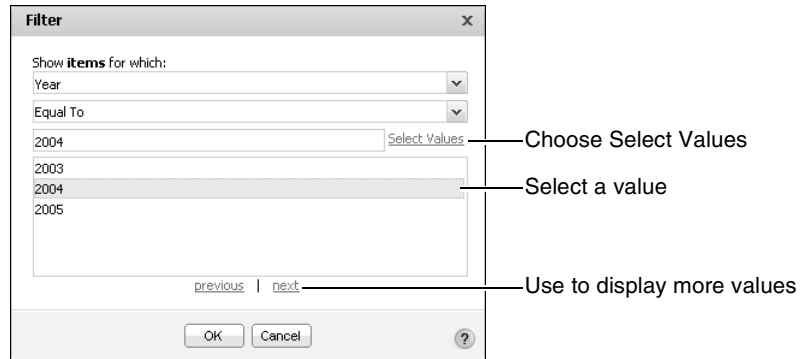 Filter x
Show items for which:
Year
Equal To
2004 Select Values Choose Select Values
2003
2004 Select a value
2005
previous | next Use to display more values
OK Cancel ?